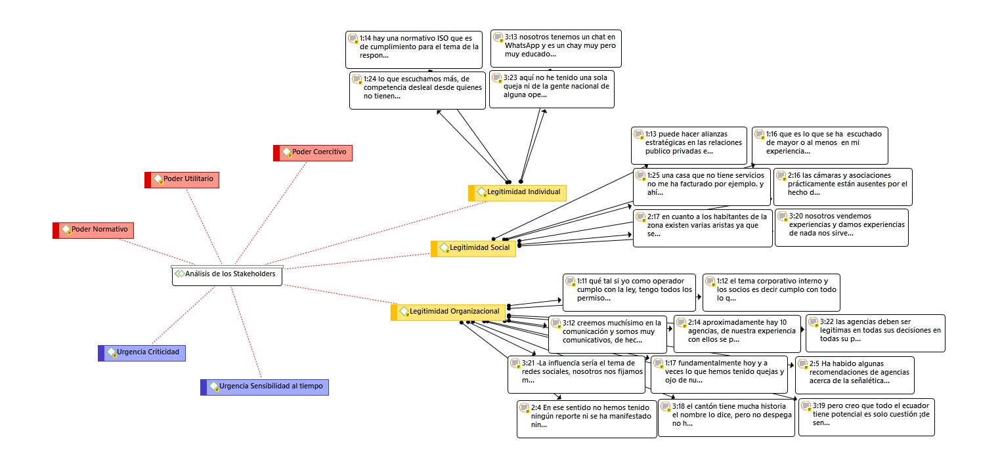 1:14 hay una normativo ISO que es
de cumplimiento para el tema de la
respon...
3:13 nosotros tenemos un chat en
WhatsApp y es un chay muy pero
muy educado...
1:24 lo que escuchamos más, de
competencia desleal desde quienes
no tienen...
3:23 aquí no he tenido una sola
queja ni de la gente nacional de
alguna ope...
Poder Coercitivo
Poder Utilitario
Poder Normativo
Legitimidad Individual
1:13 puede hacer alianzas
estratégicas en las relaciones
publico privadas e...
1:16 que es lo que se ha escuchado
de mayor o al menos en mi
experiencia...
1:25 una casa que no tiene servicios
no me ha facturado por ejemplo. y
ahí...
2:16 las cámaras y asociaciones
prácticamente están ausentes por el
hecho d...
2:17 en cuanto a los habitantes de la
zona existen varias aristas ya que
se...
3:20 nosotros vendemos
experiencias y damos experiencias
de nada nos sirve...
Legitimidad Social
Análisis de los Stakeholders
Legitimidad Organizacional
1:11 qué tal si yo como operador
cumplo con la ley, tengo todos los
permiso...
1:12 el tema corporativo interno y
los socios es decir cumplo con todo
lo q...
3:12 creemos muchísimo en la
comunicación y somos muy
comunicativos, de hec...
2:14 aproximadamente hay 10
agencias, de nuestra experiencia
con ellos se p...
3:22 las agencias deben ser
legítimas en todas sus decisiones en
todas su p...
3:21 -La influencia sería el tema de
redes sociales, nosotros nos fijamos
m...
1:17 fundamentalmente hoy y a
veces lo que hemos tenido quejas y
ojo de nu...
2:5 Ha habido algunas
recomendaciones de agencias
acerca de la señalética...
2:4 En ese sentido no hemos tenido
ningún reporte ni se ha manifestado
nin...
3:18 el cantón tiene mucha historia
el nombre lo dice, pero no despega
no h...
3:19 pero creo que todo el ecuador
tiene potencial es solo cuestión ¡de
sen...
Urgencia Criticidad
Urgencia Sensibilidad al tiempo